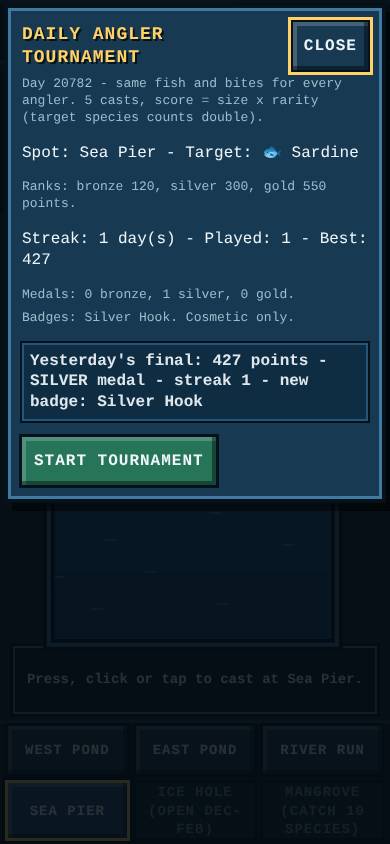 DAILY ANGLER
TOURNAMENT
CLOSE
Day 20782 - same fish and bites for every
angler. 5 casts, score = size x rarity
(target species counts double).
Spot: Sea Pier - Target: 🐟 Sardine
Ranks: bronze 120, silver 300, gold 550
points.
Streak: 1 day(s) - Played: 1 - Best:
427
Medals: 0 bronze, 1 silver, 0 gold.
Badges: Silver Hook. Cosmetic only.
Yesterday's final: 427 points -
SILVER medal - streak 1 - new
badge: Silver Hook
START TOURNAMENT
Press, click or tap to cast at Sea Pier.
WEST POND
EAST POND
RIVER RUN
SEA PIER
ICE HOLE
(OPEN DEC-
FEB)
MANGROVE
(CATCH 10
SPECIES)